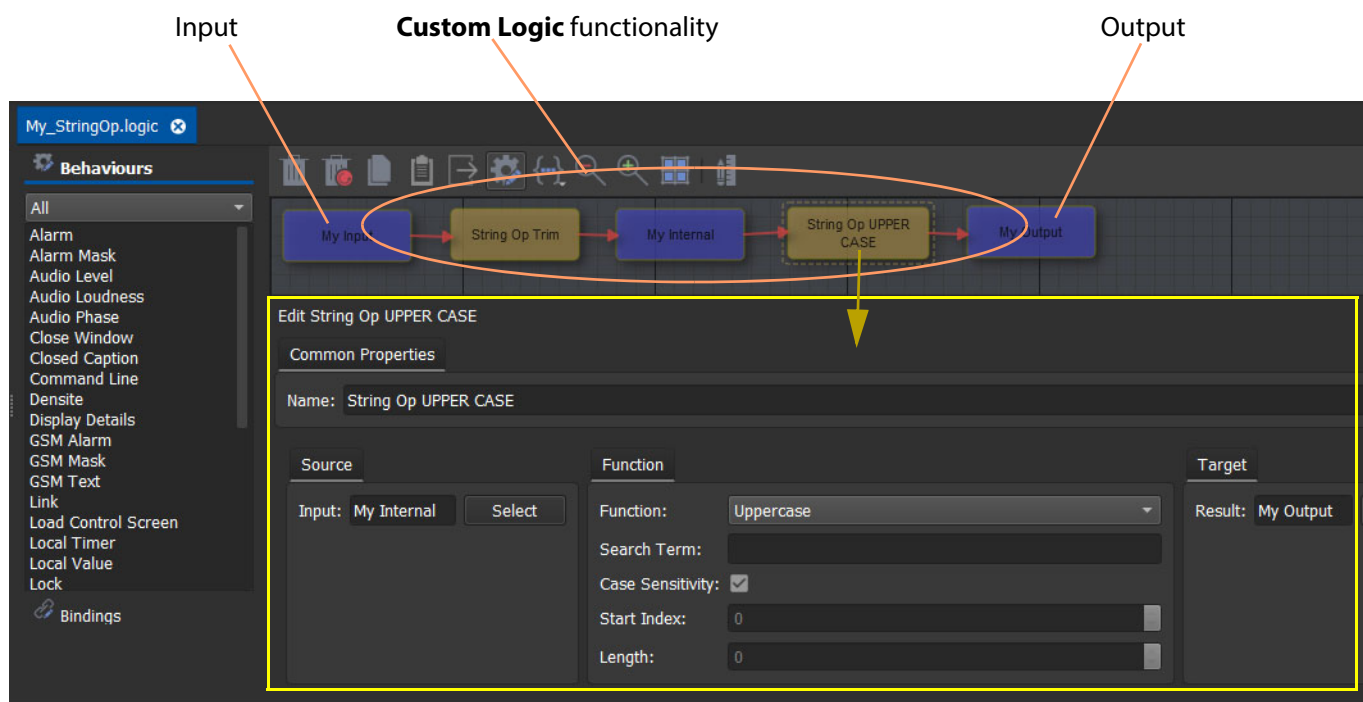 Input
Custom Logic functionality
Output
My_StringOp.logic
Behaviours
All
Alarm
Alarm Mask
Audio Level
Audio Loudness
Audio Phase
Close Window
Closed Caption
Command Line
Densite
Display Details
GSM Alarm
GSM Mask
GSM Text
Link
Load Control Screen
Local Timer
Local Value
Lock
Bindings
My Input
String Op Trim
My Internal
String Op UPPER
CASE
My Output
Edit String Op UPPER CASE
Common Properties
Name: String Op UPPER CASE
Source
Input: My Internal Select
Function
Function: Uppercase
Search Term:
Case Sensitivity:
Start Index: 0
Length: 0
Target
Result: My Output